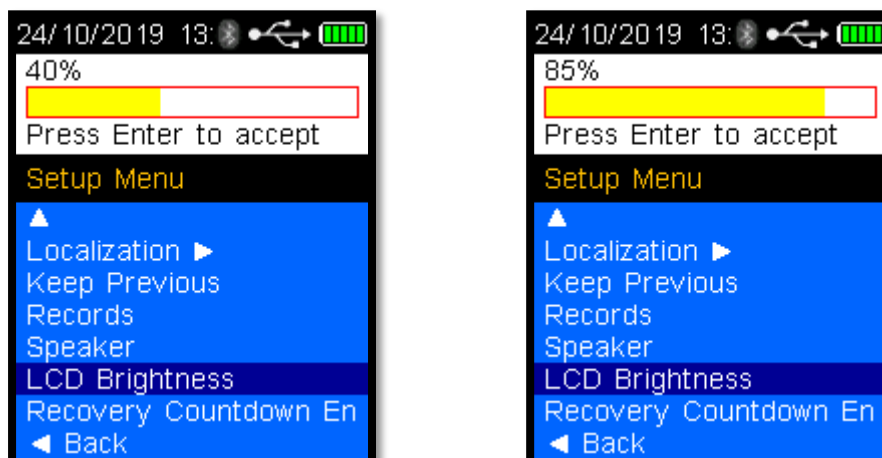 24/10/2019 13:
40%
Press Enter to accept
Setup Menu
Localization
Keep Previous
Records
Speaker
LCD Brightness
Recovery Countdown En
Back
24/10/2019 13:
85%
Press Enter to accept
Setup Menu
Localization
Keep Previous
Records
Speaker
LCD Brightness
Recovery Countdown En
Back